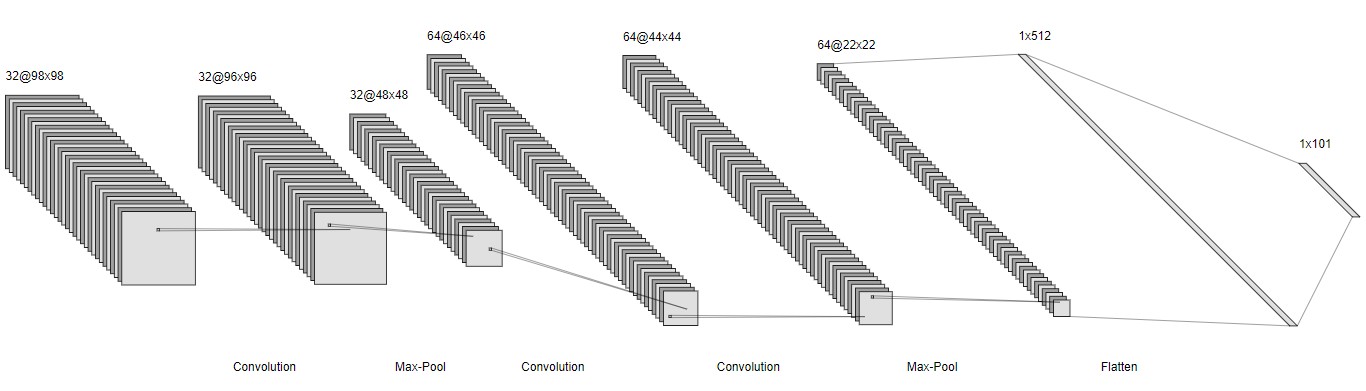 32@98x98
32@96x96
32@48x48
64@46x46
64@44x44
64@22x22
1x512
1x101
Convolution
Max-Pool
Convolution
Convolution
Max-Pool
Flatten